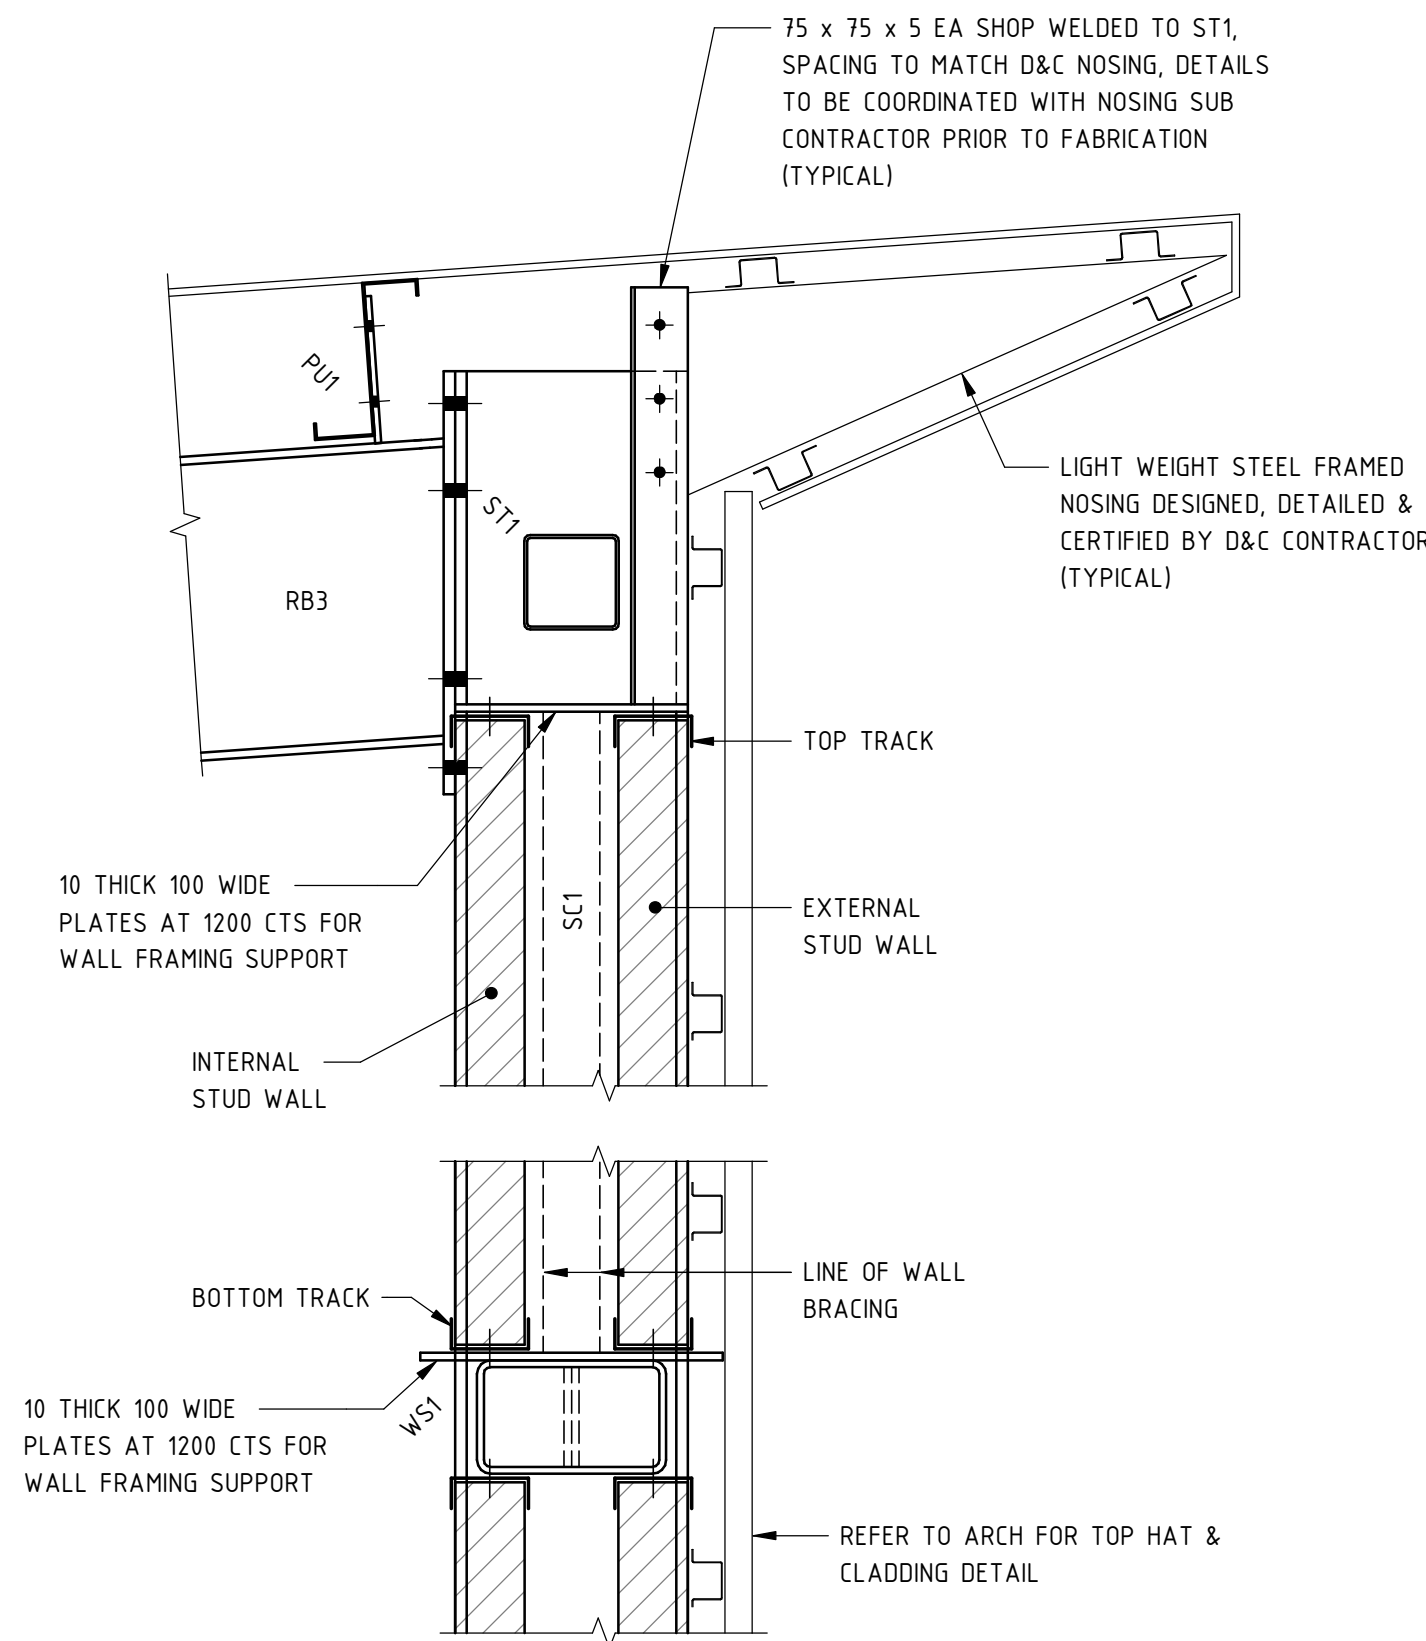 75 x 75 x 5 EA SHOP WELDED TO ST1,
SPACING TO MATCH D&C NOSING, DETAILS
TO BE COORDINATED WITH NOSING SUB
CONTRACTOR PRIOR TO FABRICATION
(TYPICAL)
PU1
LIGHT WEIGHT STEEL FRAMED
NOSING DESIGNED, DETAILED &
CERTIFIED BY D&C CONTRACTOR
(TYPICAL)
ST1
RB3
TOP TRACK
10 THICK 100 WIDE
PLATES AT 1200 CTS FOR
WALL FRAMING SUPPORT
SC1
EXTERNAL
STUD WALL
INTERNAL
STUD WALL
LINE OF WALL
BRACING
BOTTOM TRACK
10 THICK 100 WIDE
PLATES AT 1200 CTS FOR
WALL FRAMING SUPPORT
WS1
REFER TO ARCH FOR TOP HAT &
CLADDING DETAIL